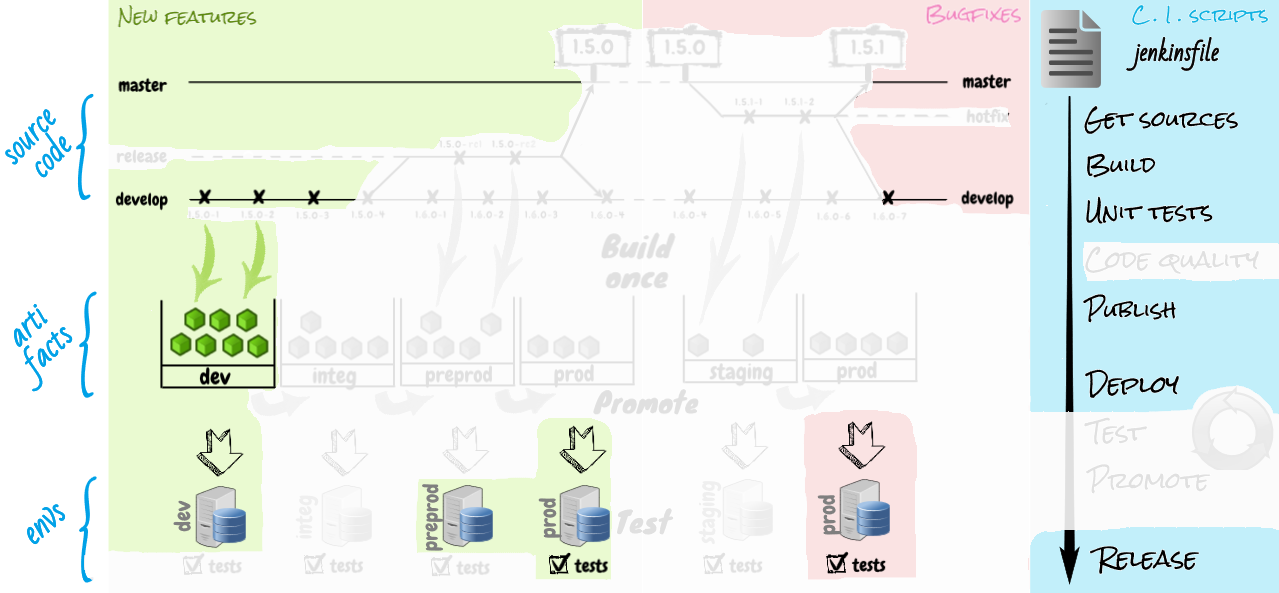 New features
Bugfixes
C. I. scripts
jenkinsfile
1.5.0
1.5.0
1.5.1
master
master
1.5.1-1
1.5.1-2
hotfix
source
code
release
1.5.0-rc1
1.5.0-rc2
develop
develop
1.5.0-1
1.5.0-2
1.5.0-3
1.5.0-4
1.6.0-1
1.6.0-2
1.6.0-3
1.6.0-4
1.6.0-4
1.6.0-5
1.6.0-6
1.6.0-7
Build
once
arti
facts
dev
integ
preprod
prod
staging
prod
Promote
envs
dev
integ
preprod
prod
Test
staging
prod
tests
tests
tests
tests
tests
tests
Get sources
Build
Unit tests
Code quality
Publish
Deploy
Test
Promote
Release